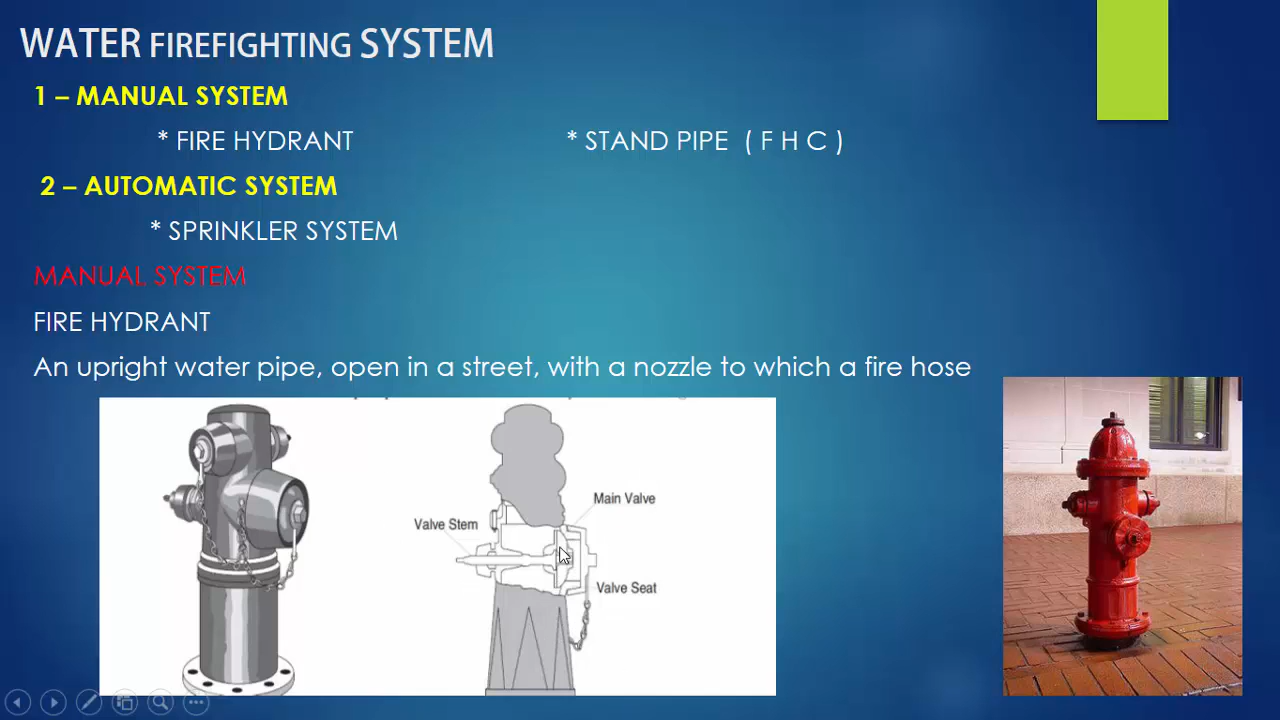 WATER FIREFIGHTING SYSTEM
1 – MANUAL SYSTEM
* FIRE HYDRANT * STAND PIPE ( F H C )
2 – AUTOMATIC SYSTEM
* SPRINKLER SYSTEM
MANUAL SYSTEM
FIRE HYDRANT
An upright water pipe, open in a street, with a nozzle to which a fire hose
Main Valve
Valve Stem
Valve Seat